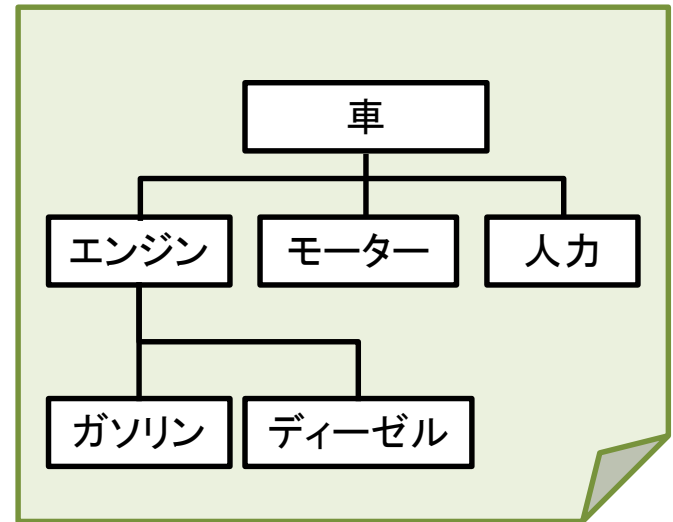 車
エンジン
モーター
人力
ガソリン
ディーゼル